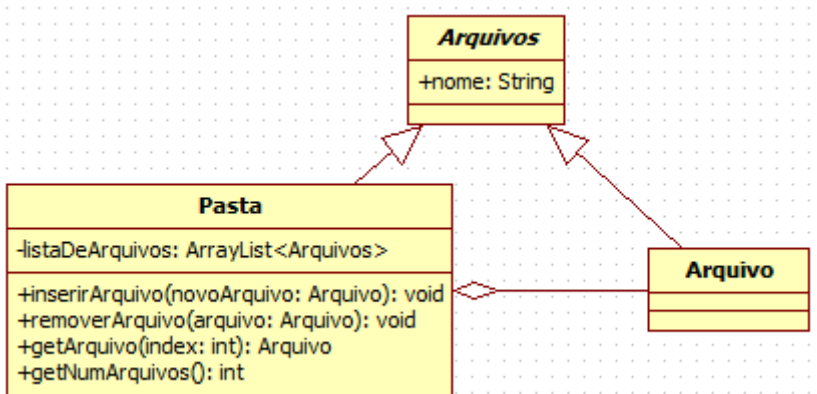 Arquivos
+nome: String
Pasta
-listaDeArquivos: ArrayList<Arquivos>
+inserirArquivo(novoArquivo: Arquivo): void
+removerArquivo(arquivo: Arquivo): void
+getArquivo(index: int): Arquivo
+getNumArquivos(): int
Arquivo